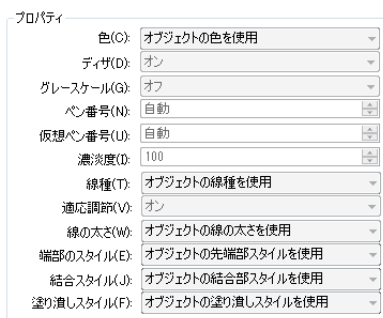 プロパティ
色(C): オブジェクトの色を使用
ディザ(D): オン
グレースケール(G): オフ
ペン番号(N): 自動
仮想ペン番号(U): 自動
濃淡度(I): 100
線種(T): オブジェクトの線種を使用
適応調節(V): オン
線の太さ(W): オブジェクトの線の太さを使用
端部のスタイル(E): オブジェクトの先端部スタイルを使用
結合スタイル(J): オブジェクトの結合部スタイルを使用
塗り潰しスタイル(F): オブジェクトの塗り潰しスタイルを使用